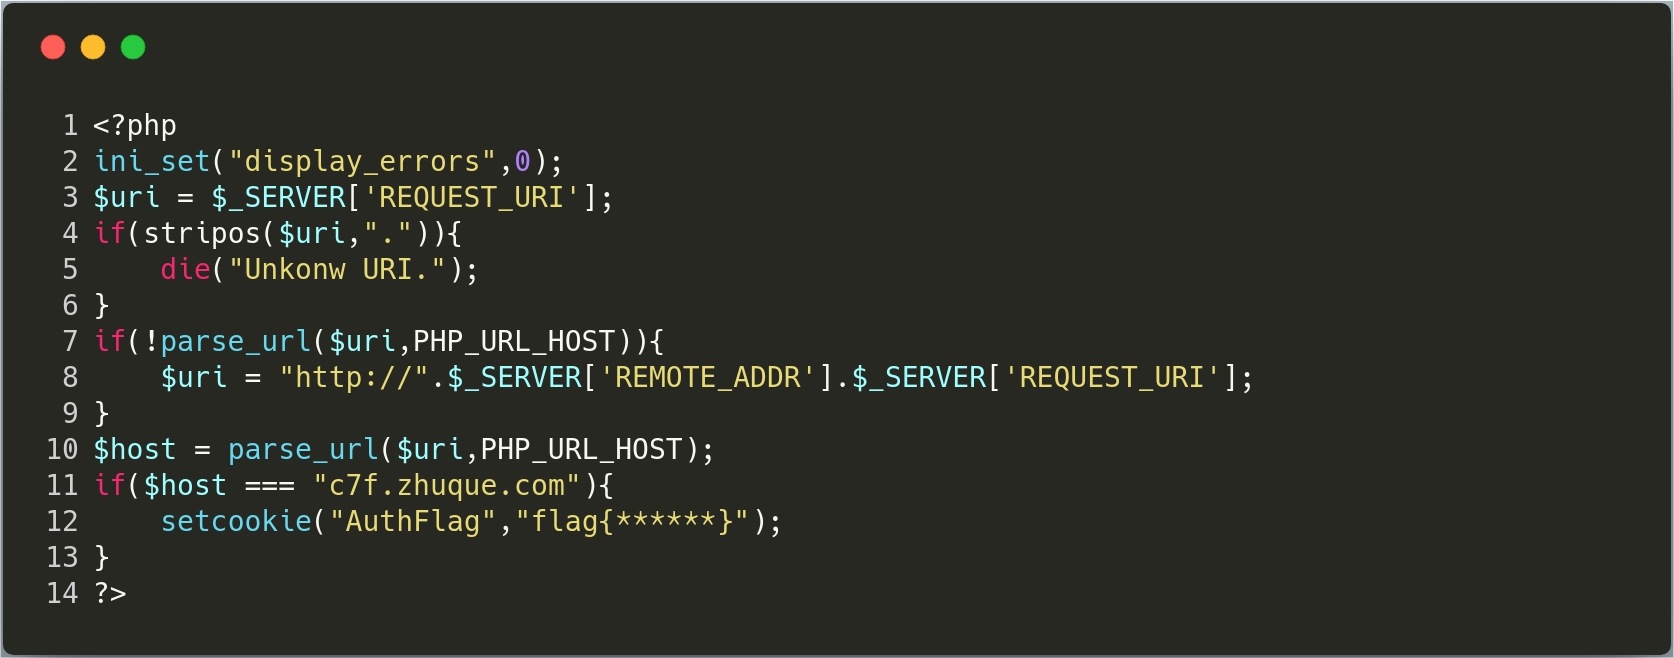 1 <?php
2 ini_set("display_errors",0);
3 $uri = $_SERVER['REQUEST_URI'];
4 if(stripos($uri,".")){
5     die("Unkonw URI.");
6 }
7 if(!parse_url($uri,PHP_URL_HOST)){
8     $uri = "http://".$_SERVER['REMOTE_ADDR'].$_SERVER['REQUEST_URI'];
9 }
10 $host = parse_url($uri,PHP_URL_HOST);
11 if($host === "c7f.zhuque.com"){
12     setcookie("AuthFlag","flag{******}");
13 }
14 ?>